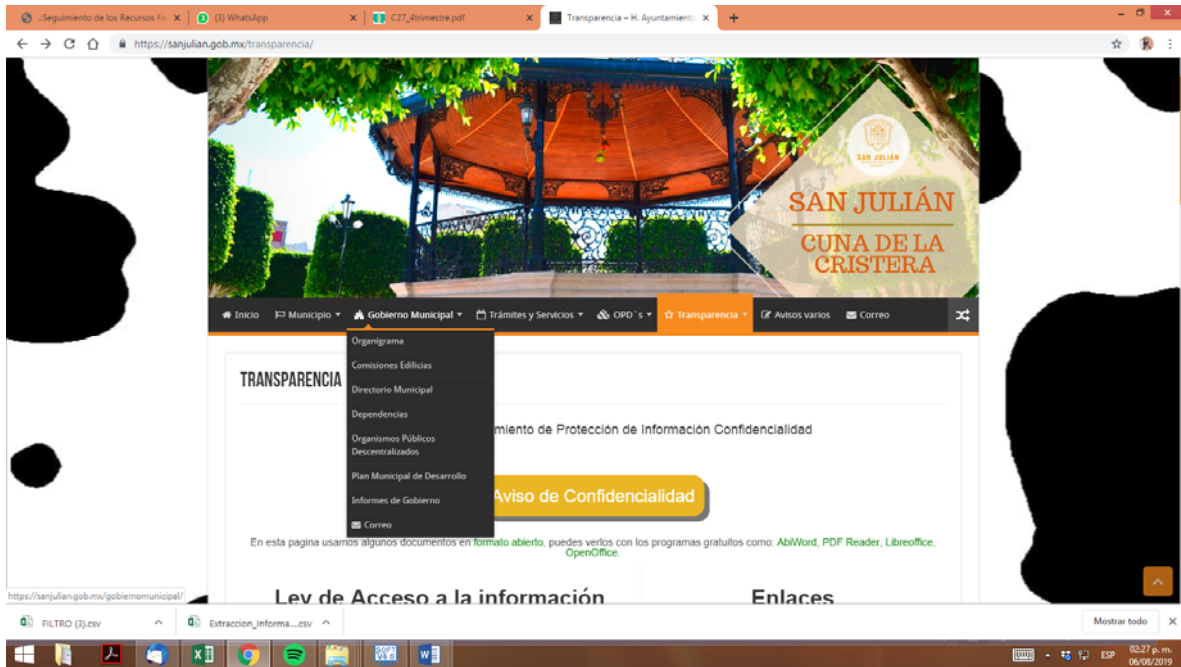 .:Seguimiento de los Recursos Fe
(3) WhatsApp
C27_4trimestre.pdf
Transparencia – H. Ayuntamiento
https://sanjulian.gob.mx/transparencia/
SAN JULIÁN
SAN JULIÁN
CUNA DE LA
CRISTERA
Inicio
Municipio
Gobierno Municipal
Trámites y Servicios
OPD´s
Transparencia
Avisos varios
Correo
Organigrama
Comisiones Edilicias
Directorio Municipal
Dependencias
Organismos Públicos
Descentralizados
Plan Municipal de Desarrollo
Informes de Gobierno
Correo
TRANSPARENCIA
miento de Protección de Información Confidencialidad
Aviso de Confidencialidad
En esta pagina usamos algunos documentos en formato abierto, puedes verlos con los programas gratuitos como: AbiWord, PDF Reader, Libreoffice,
OpenOffice.
Ley de Acceso a la información
Enlaces
https://sanjulian.gob.mx/gobiernomunicipal/
FILTRO (3).csv
Extraccion_informa....csv
Mostrar todo
SOFT
V4.0
ESP
02:27 p. m.
06/08/2019